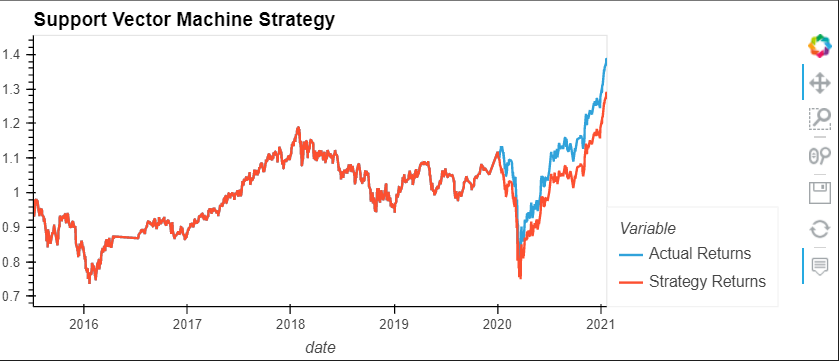 Support Vector Machine Strategy
1.4
1.3
1.2
1.1
1
0.9
0.8
0.7
2016
2017
2018
2019
2020
2021
date
Variable
Actual Returns
Strategy Returns